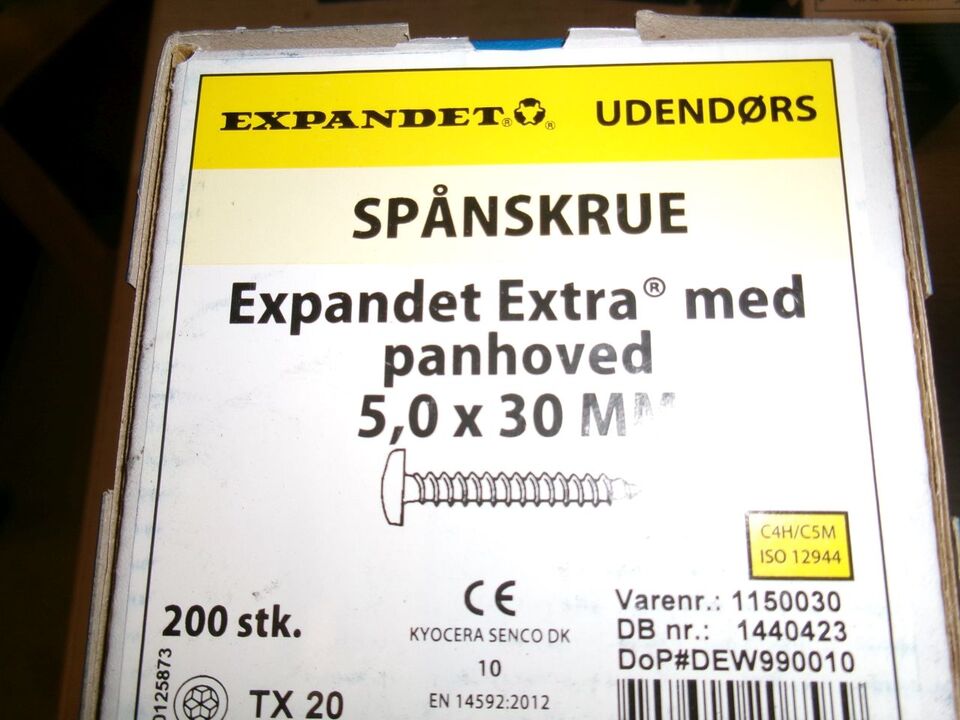 EXPANDET® ® UDENDØRS
SPÅNSKRUE
Expandet Extra® med
panhoved
5,0 x 30 MM
C4H/C5M
ISO 12944
CE
KYOCERA SENCO DK
10
EN 14592:2012
Varenr.: 1150030
DB nr.: 1440423
DoP#DEW990010
200 stk.
TX 20